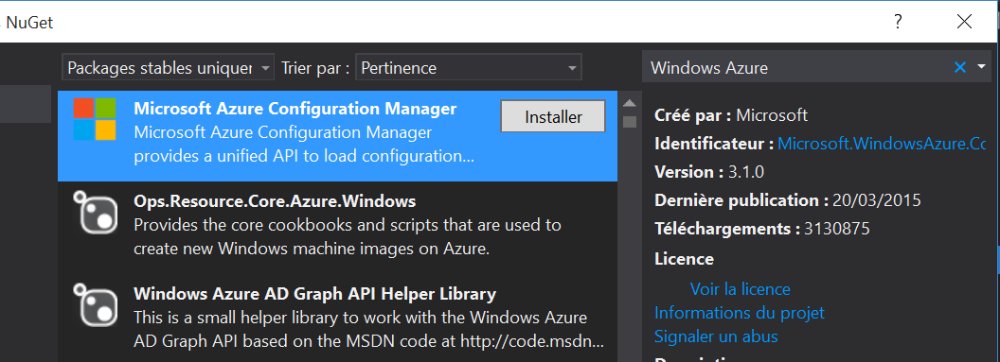 NuGet
Packages stables uniquer
Trier par :
Pertinence
Windows Azure
Microsoft Azure Configuration Manager
Installer
Microsoft Azure Configuration Manager
provides a unified API to load configuration...
Ops.Resource.Core.Azure.Windows
Provides the core cookbooks and scripts that are used to
create new Windows machine images on Azure.
Windows Azure AD Graph API Helper Library
This is a small helper library to work with the Windows Azure
AD Graph API based on the MSDN code at http://code.msdn...
Créé par : Microsoft
Identificateur : Microsoft.WindowsAzure.Cc
Version : 3.1.0
Dernière publication : 20/03/2015
Téléchargements : 3130875
Licence
Voir la licence
Informations du projet
Signaler un abus